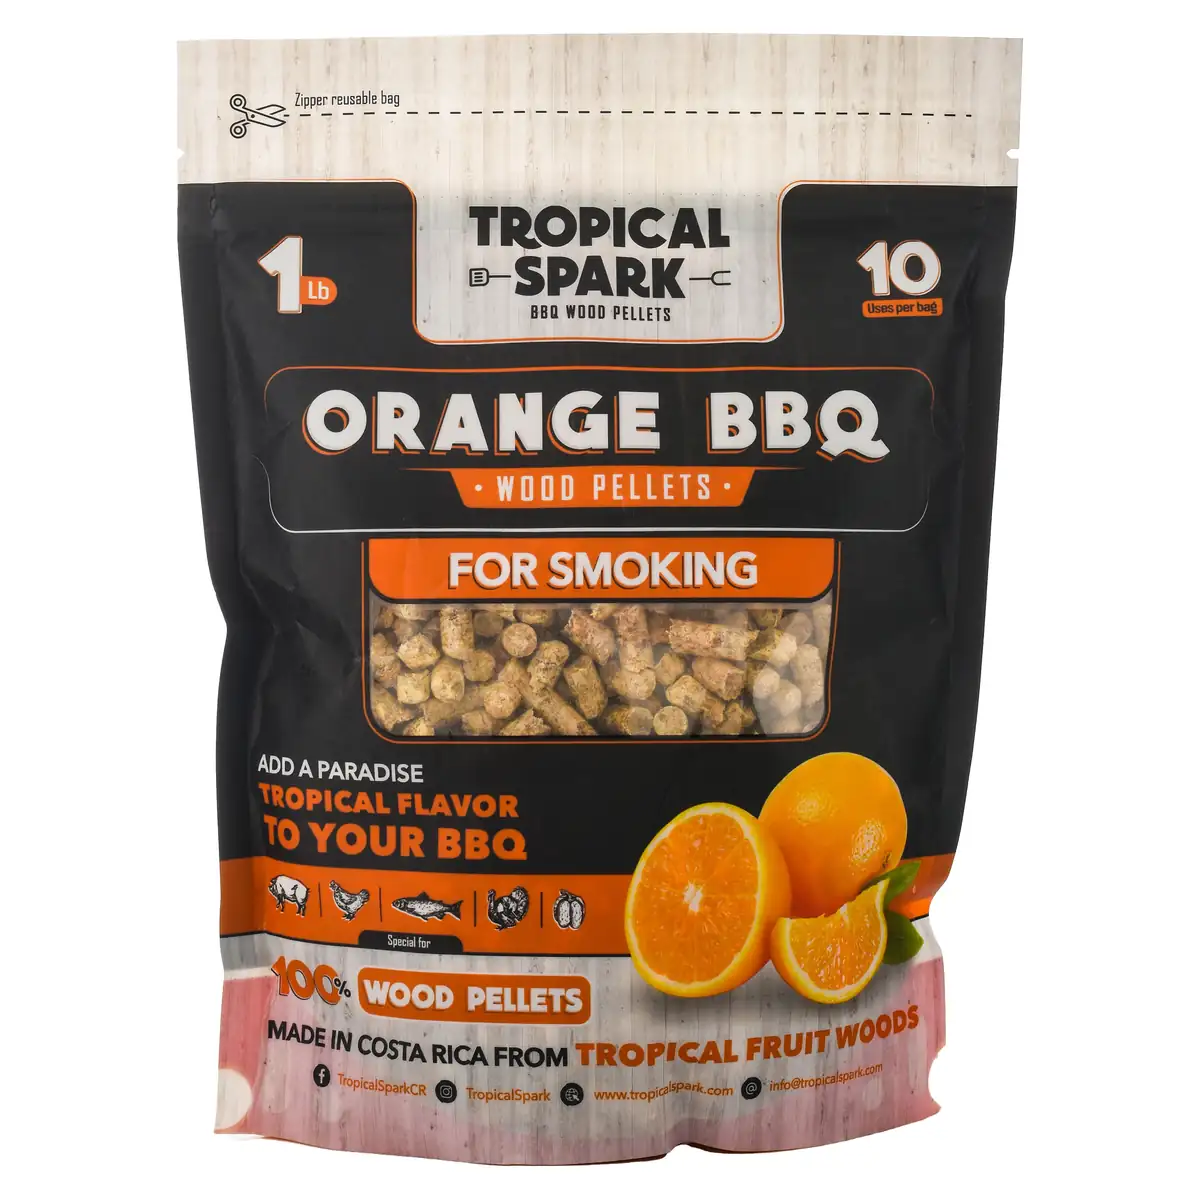 Zipper reusable bag
TROPICAL
SPARK
BBQ WOOD PELLETS
1 Lb
10
Uses per bag
ORANGE BBQ
• WOOD PELLETS •
FOR SMOKING
ADD A PARADISE
TROPICAL FLAVOR
TO YOUR BBQ
Special for
100% WOOD PELLETS
MADE IN COSTA RICA FROM TROPICAL FRUIT WOODS
TropicalSparkCR TropicalSpark www.tropicalspark.com info@tropicalspark.com